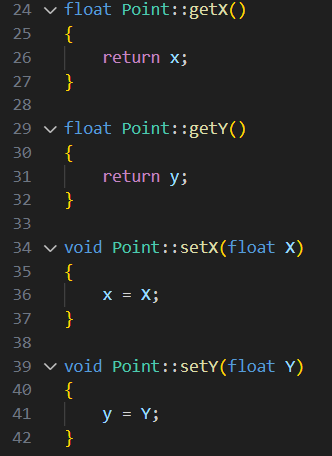 24 float Point::getX()
25 {
26 return x;
27 }
28
29 float Point::getY()
30 {
31 return y;
32 }
33
34 void Point::setX(float X)
35 {
36 x = X;
37 }
38
39 void Point::setY(float Y)
40 {
41 y = Y;
42 }